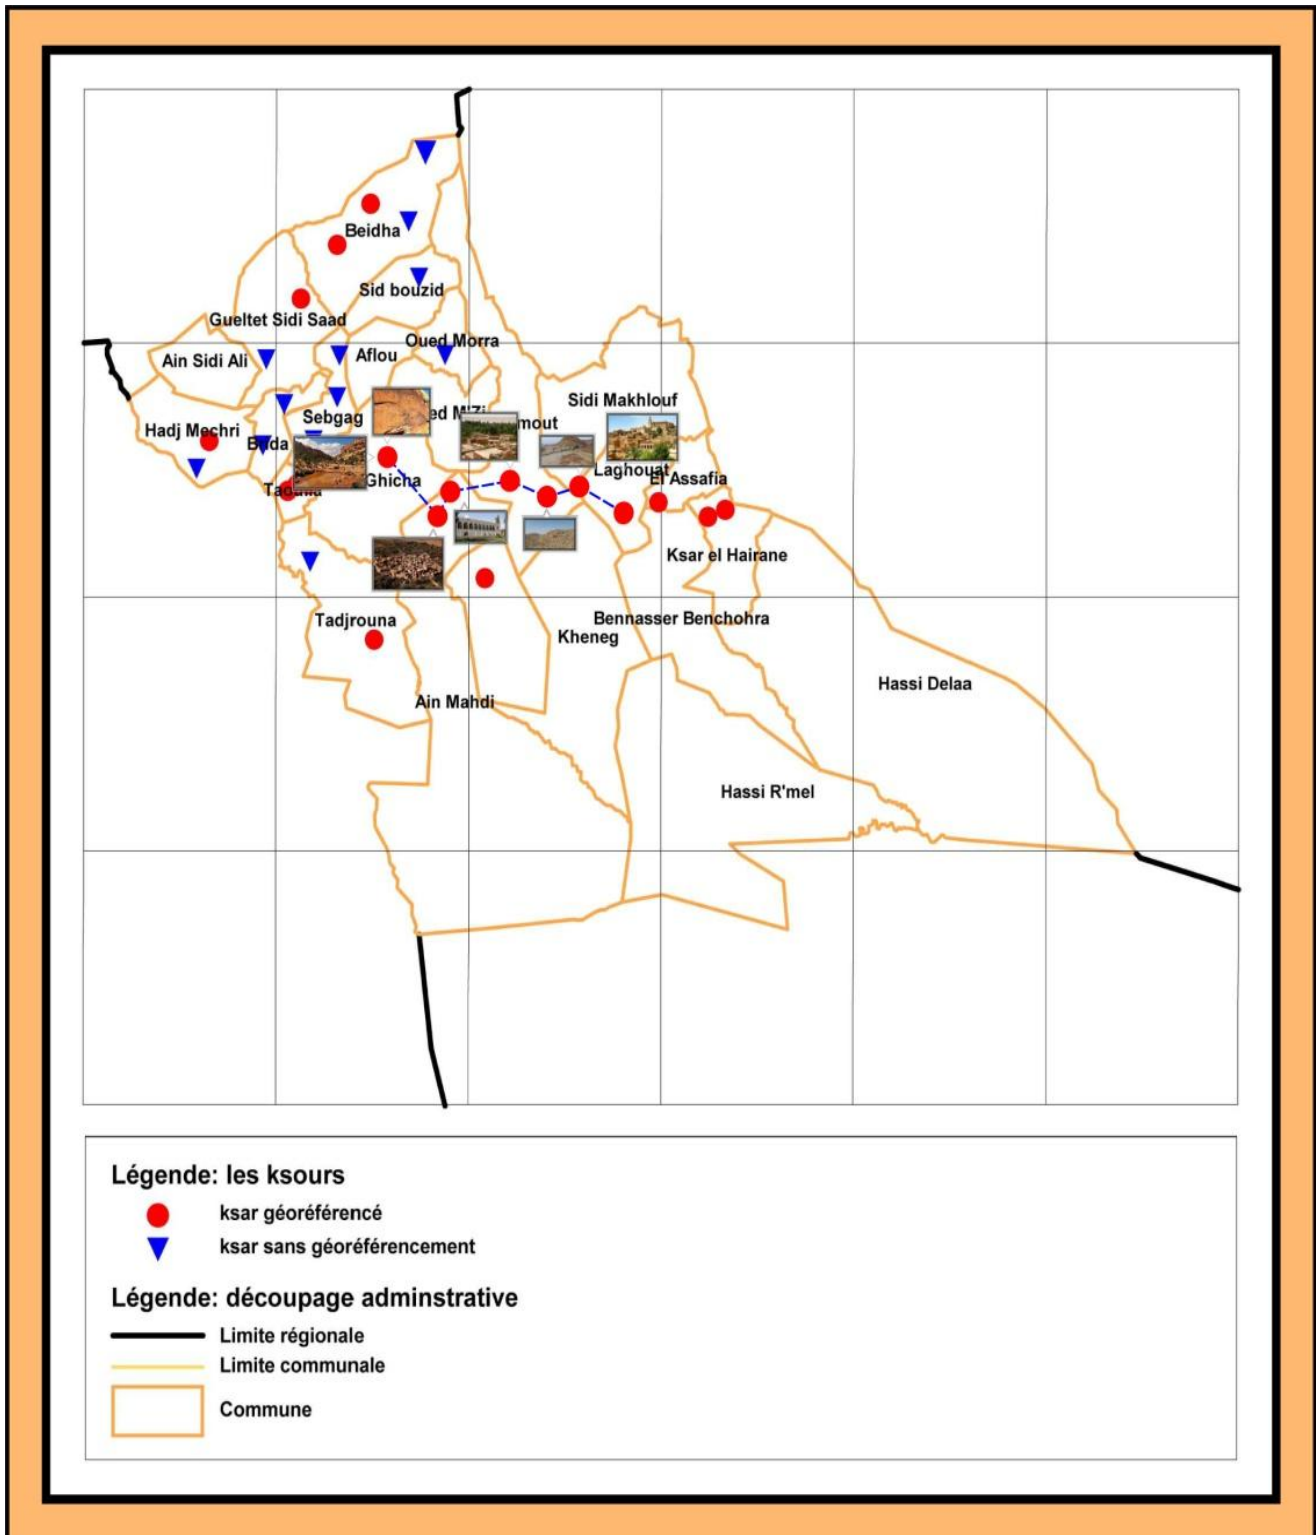 Beidha
Sid bouzid
Gueltet Sidi Saad
Oued Morra
Ain Sidi Ali
Aflou
Sidi Makhlouf
Sebgag
Hadj Mechri
Laghouat
El Assafia
Ghicha
Ksar el Hairane
Tadjrouna
Bennasser Benchohra
Kheneg
Hassi Delaa
Ain Mahdi
Hassi R'mel
Légende: les ksours
ksar géoréférencé
ksar sans géoréférencement
Légende: découpage adminstrative
Limite régionale
Limite communale
Commune